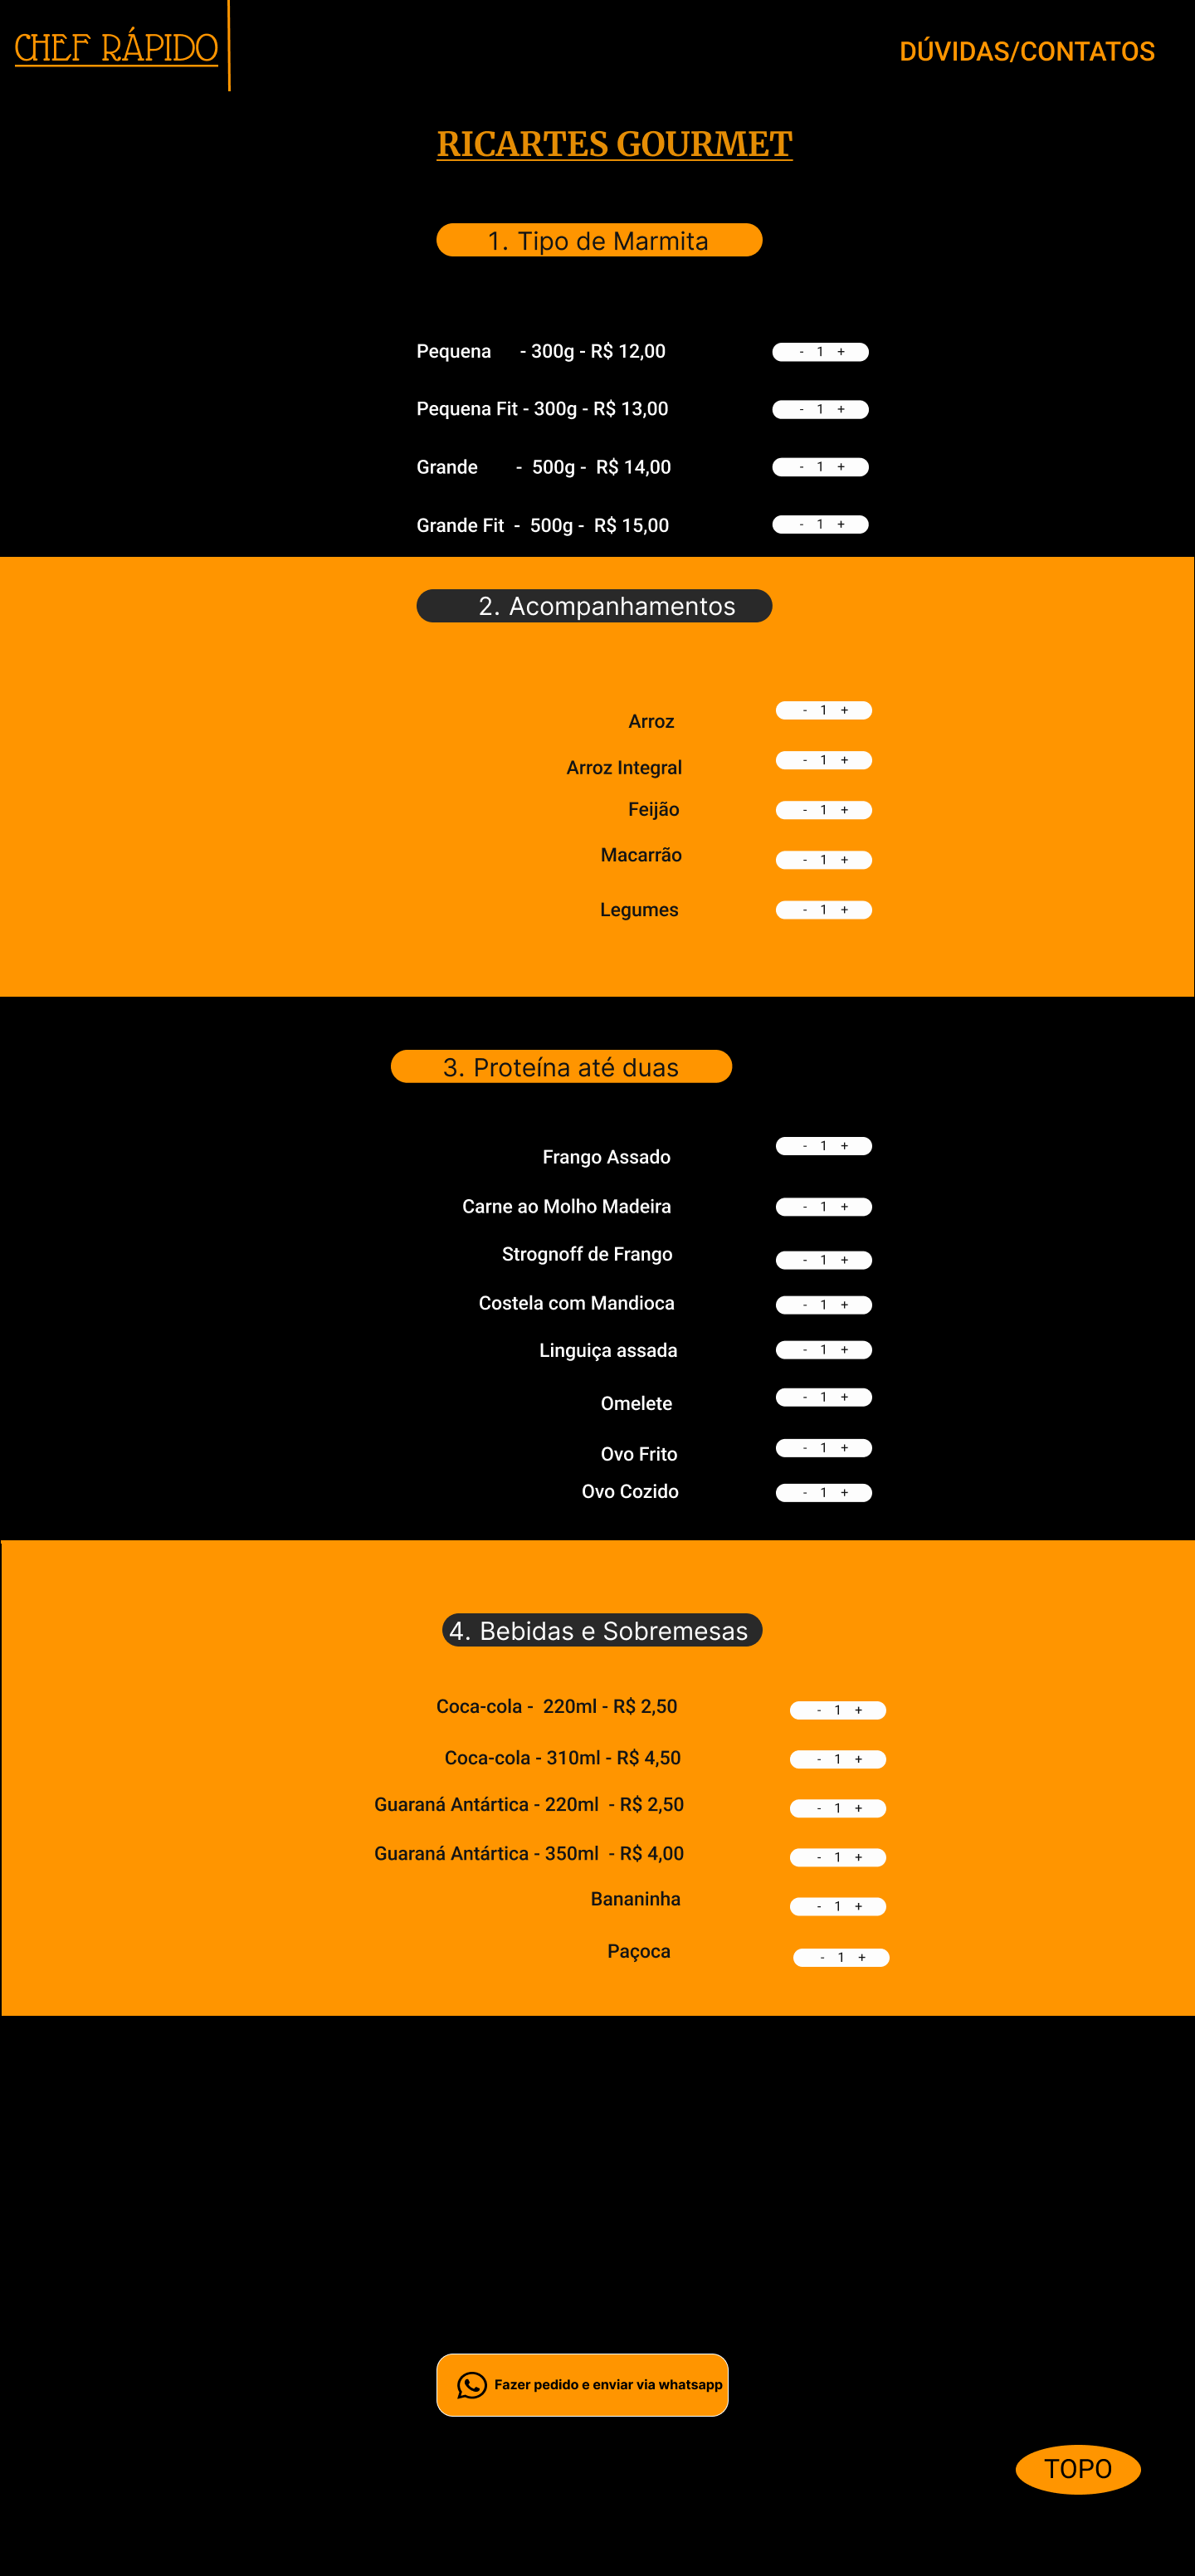 CHEF RÁPIDO
DÚVIDAS/CONTATOS
RICARTES GOURMET
1. Tipo de Marmita
Pequena - 300g - R$ 12,00 - 1 +
Pequena Fit - 300g - R$ 13,00 - 1 +
Grande - 500g - R$ 14,00 - 1 +
Grande Fit - 500g - R$ 15,00 - 1 +
2. Acompanhamentos
Arroz - 1 +
Arroz Integral - 1 +
Feijão - 1 +
Macarrão - 1 +
Legumes - 1 +
3. Proteína até duas
Frango Assado - 1 +
Carne ao Molho Madeira - 1 +
Strognoff de Frango - 1 +
Costela com Mandioca - 1 +
Linguiça assada - 1 +
Omelete - 1 +
Ovo Frito - 1 +
Ovo Cozido - 1 +
4. Bebidas e Sobremesas
Coca-cola - 220ml - R$ 2,50 - 1 +
Coca-cola - 310ml - R$ 4,50 - 1 +
Guaraná Antártica - 220ml - R$ 2,50 - 1 +
Guaraná Antártica - 350ml - R$ 4,00 - 1 +
Bananinha - 1 +
Paçoca - 1 +
Fazer pedido e enviar via whatsapp
TOPO